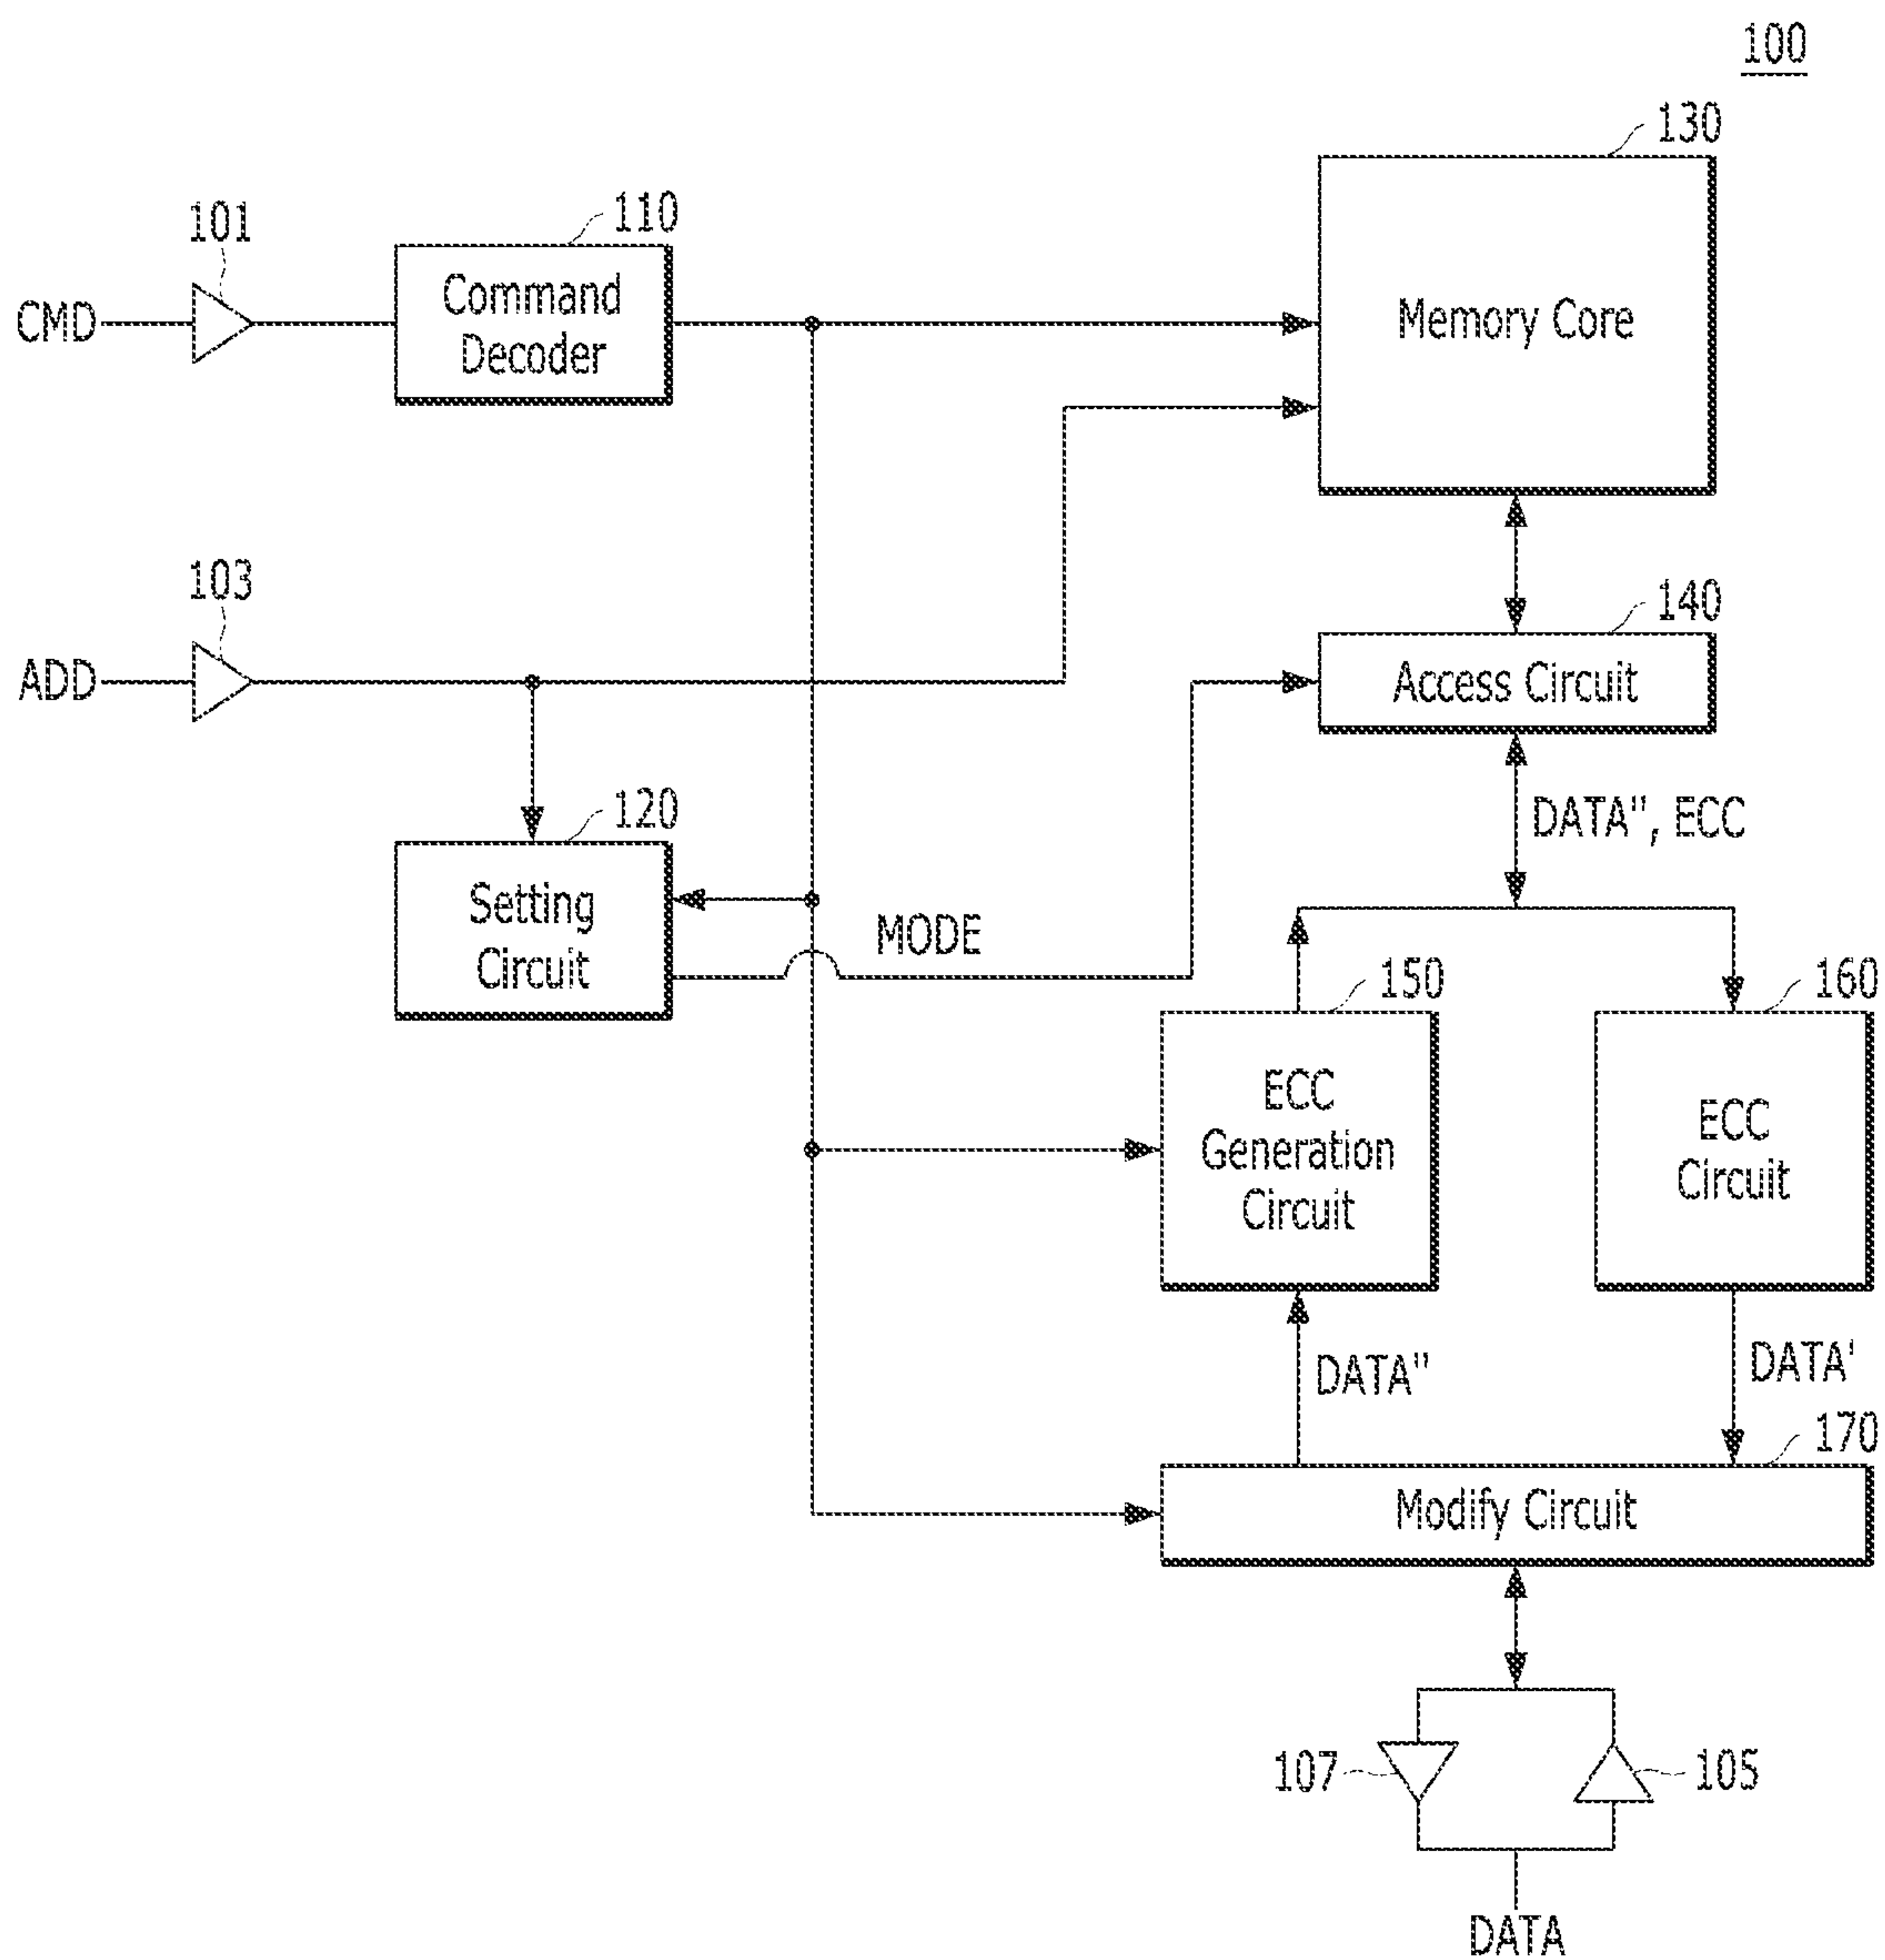 100
130
110
101
Command
Decoder
CMD
Memory Core
103
140
ADD
Access Circuit
120
DATA", ECC
Setting
Circuit
MODE
150
160
ECC
Generation
Circuit
ECC
Circuit
DATA"
DATA'
170
Modify Circuit
107
105
DATA